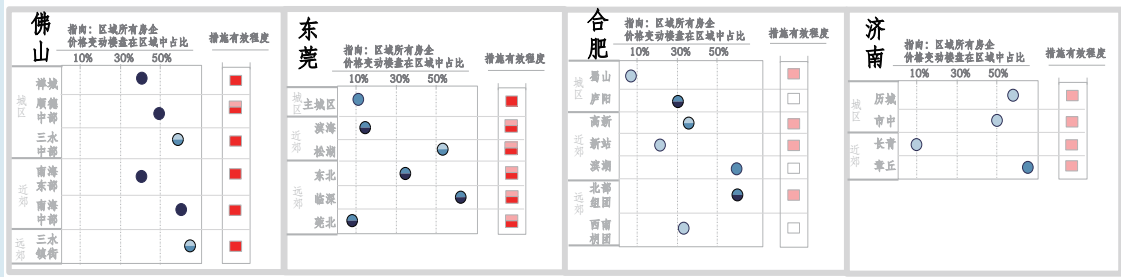 佛山
指向：区域所有房企
价格变动楼盘在区域中占比
措施有效程度
10% 30% 50%
城区
禅城
顺德
中部
三水
中部
近郊
南海
东部
南海
中部
远郊
三水
镇街
东莞
指向：区域所有房企
价格变动楼盘在区域中占比
措施有效程度
10% 30% 50%
城区
主城区
近郊
滨海
松湖
远郊
东北
临深
莞北
合肥
指向：区域所有房企
价格变动楼盘在区域中占比
措施有效程度
10% 30% 50%
城区
蜀山
庐阳
近郊
高新
新站
滨湖
远郊
北部
组团
西南
组团
济南
指向：区域所有房企
价格变动楼盘在区域中占比
措施有效程度
10% 30% 50%
城区
历城
市中
近郊
长青
章丘